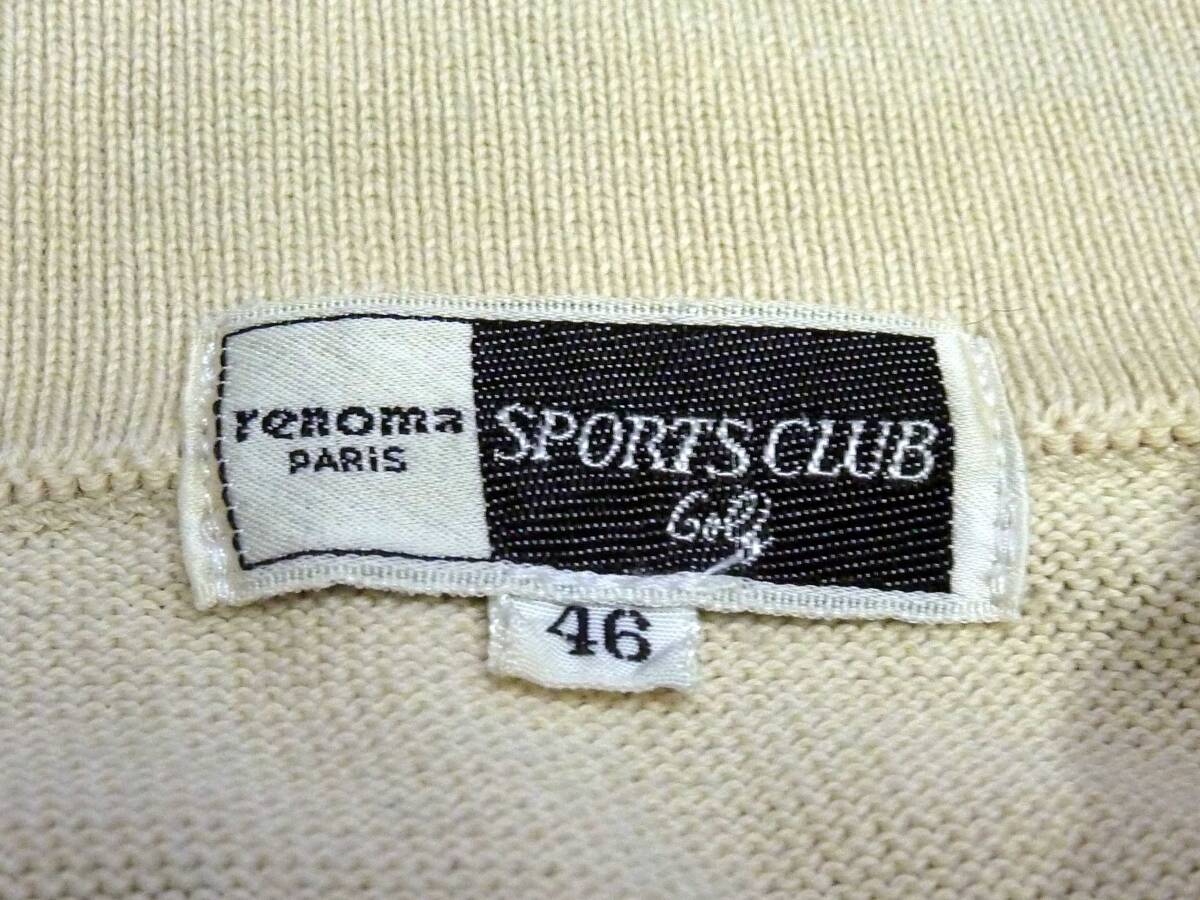 renoma
PARIS
SPORTS CLUB
Golf
46